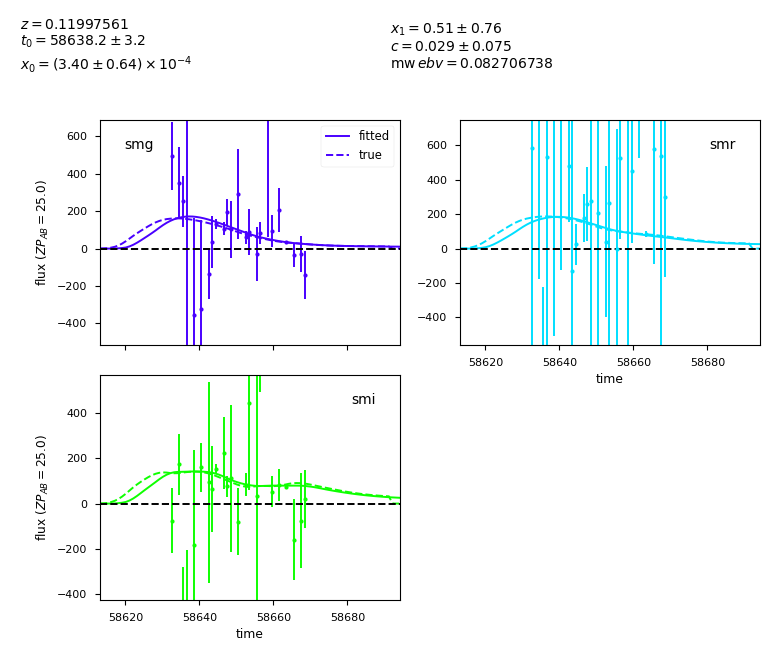 z = 0.11997561
t₀ = 58638.2 ± 3.2
x₀ = (3.40 ± 0.64) × 10⁻⁴
x₁ = 0.51 ± 0.76
c = 0.029 ± 0.075
mw ebv = 0.082706738
smg
fitted
true
600
400
200
0
−200
−400
flux (ZP_AB = 25.0)
smr
600
400
200
0
−200
−400
58620 58640 58660 58680
time
smi
400
200
0
−200
−400
flux (ZP_AB = 25.0)
58620 58640 58660 58680
time